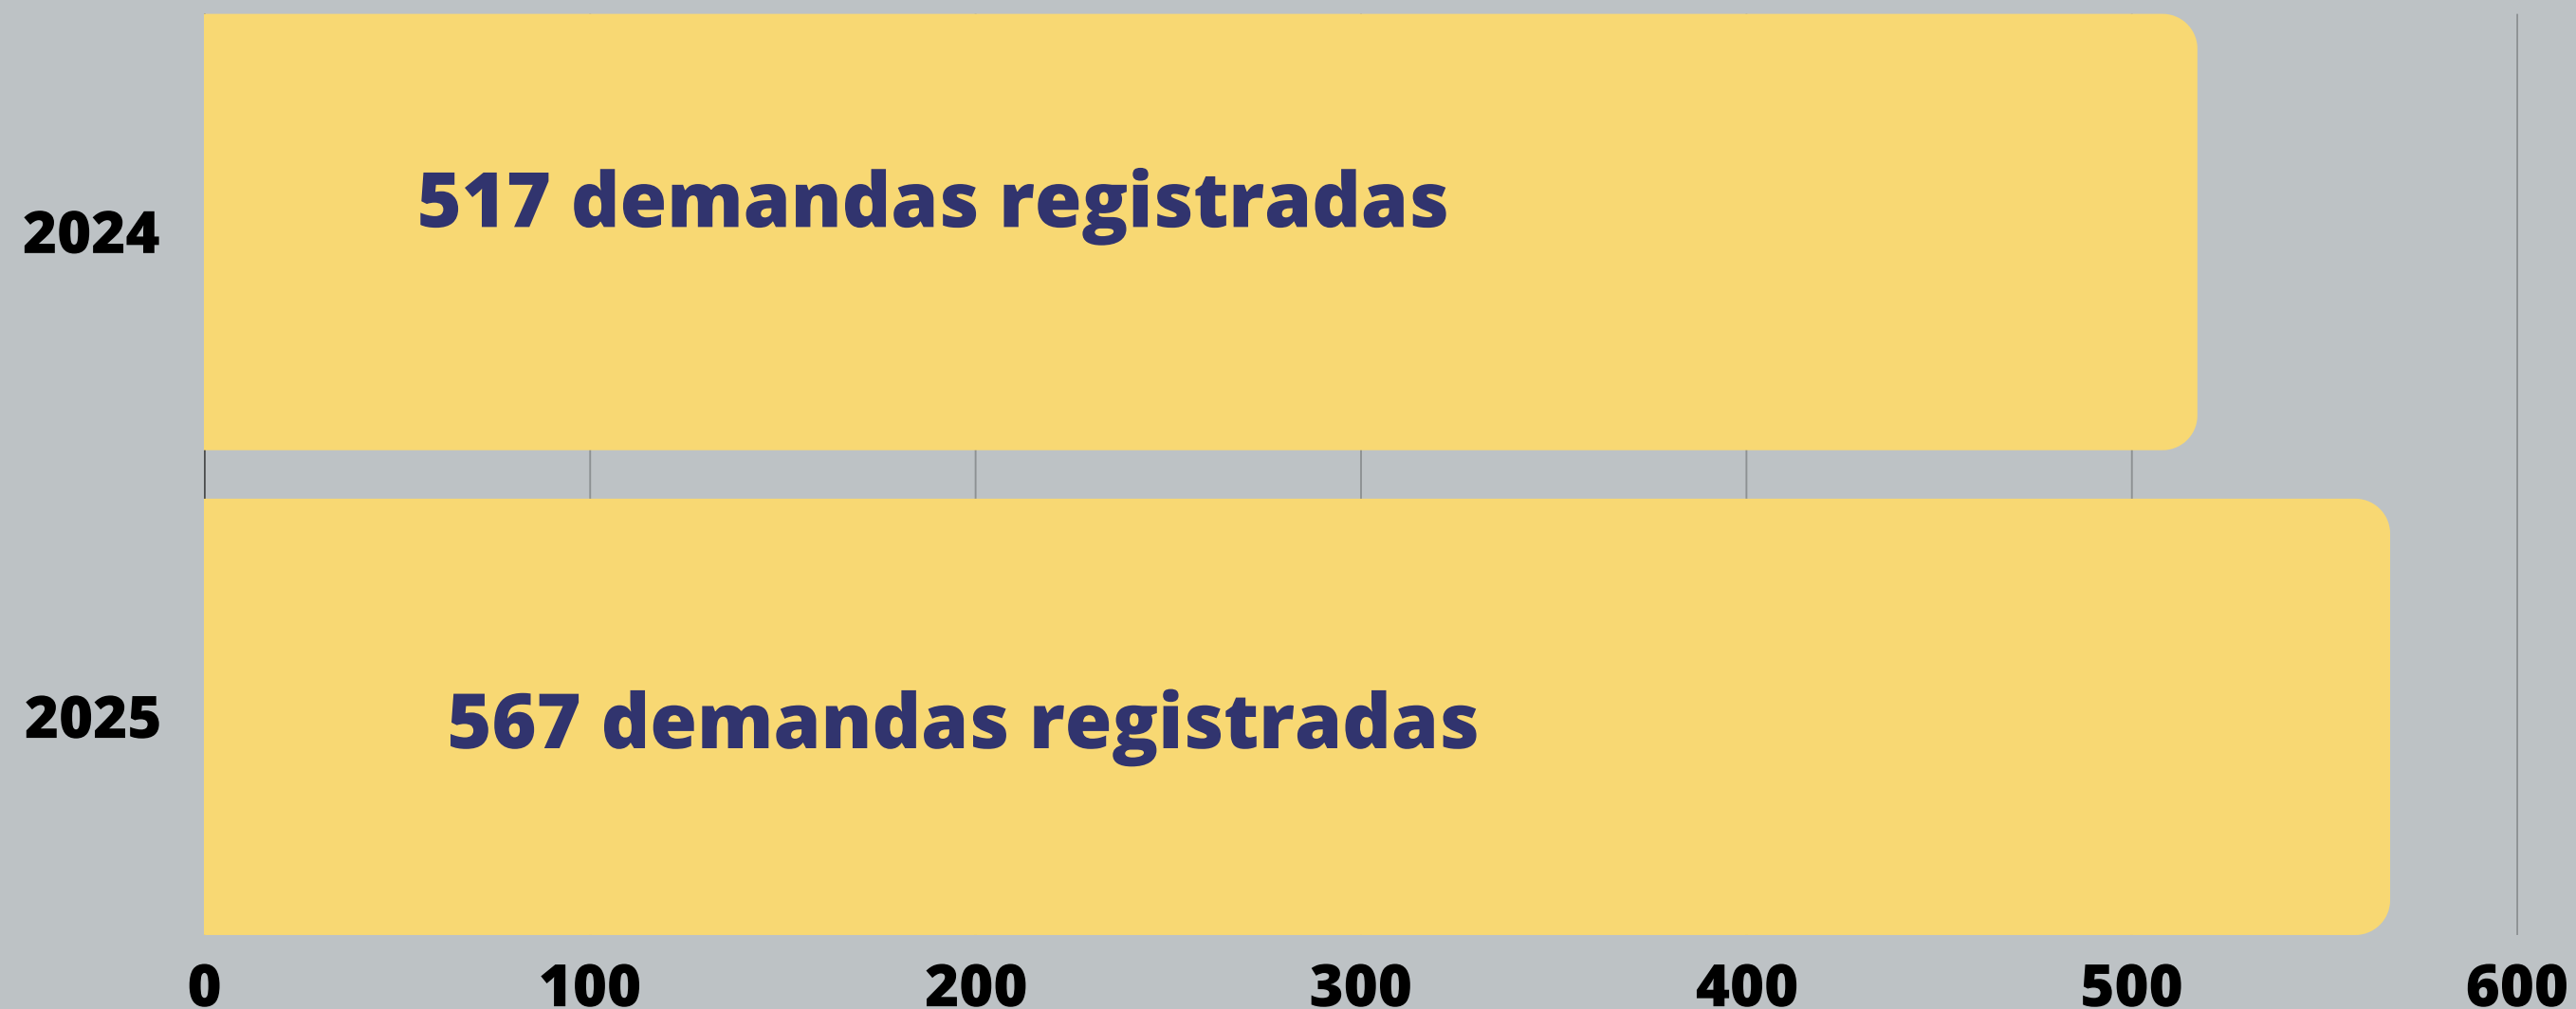 517 demandas registradas
2024
567 demandas registradas
2025
0 100 200 300 400 500 600